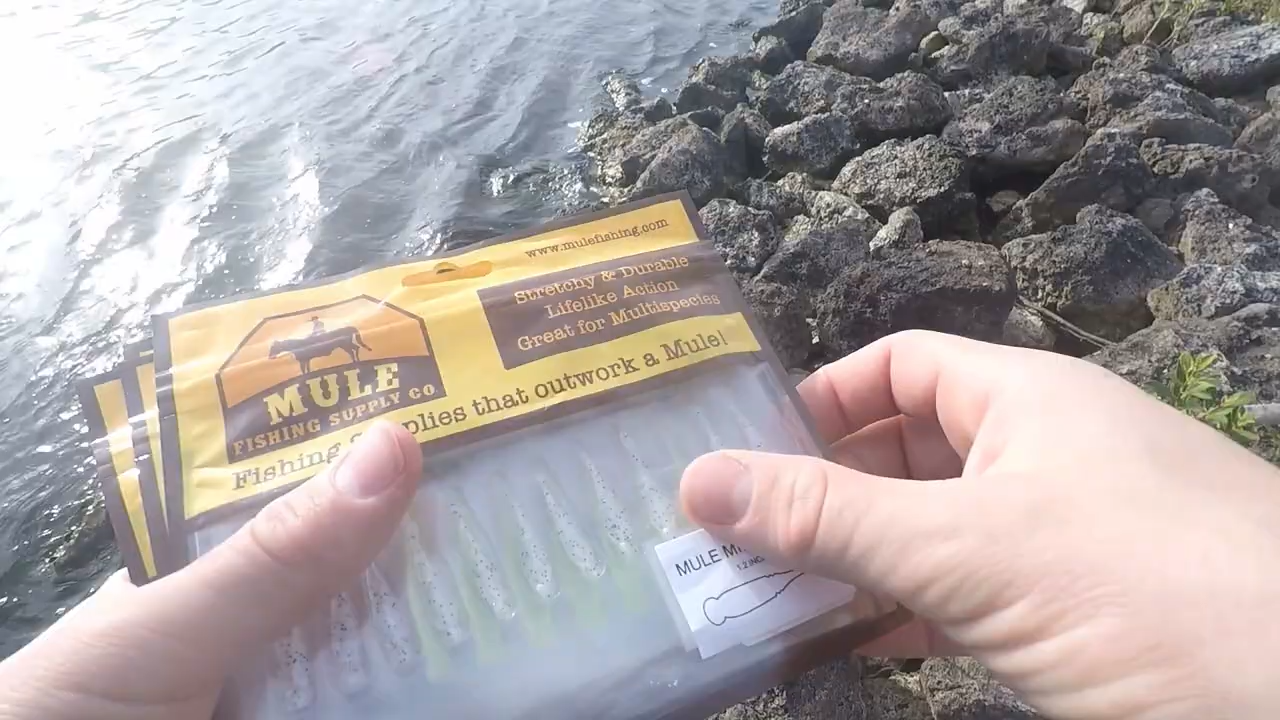 www.mulefishing.com
Stretchy & Durable
Lifelike Action
Great for Multispecies
MULE
FISHING SUPPLY CO
Fishing plies that outwork a Mule!
MULE